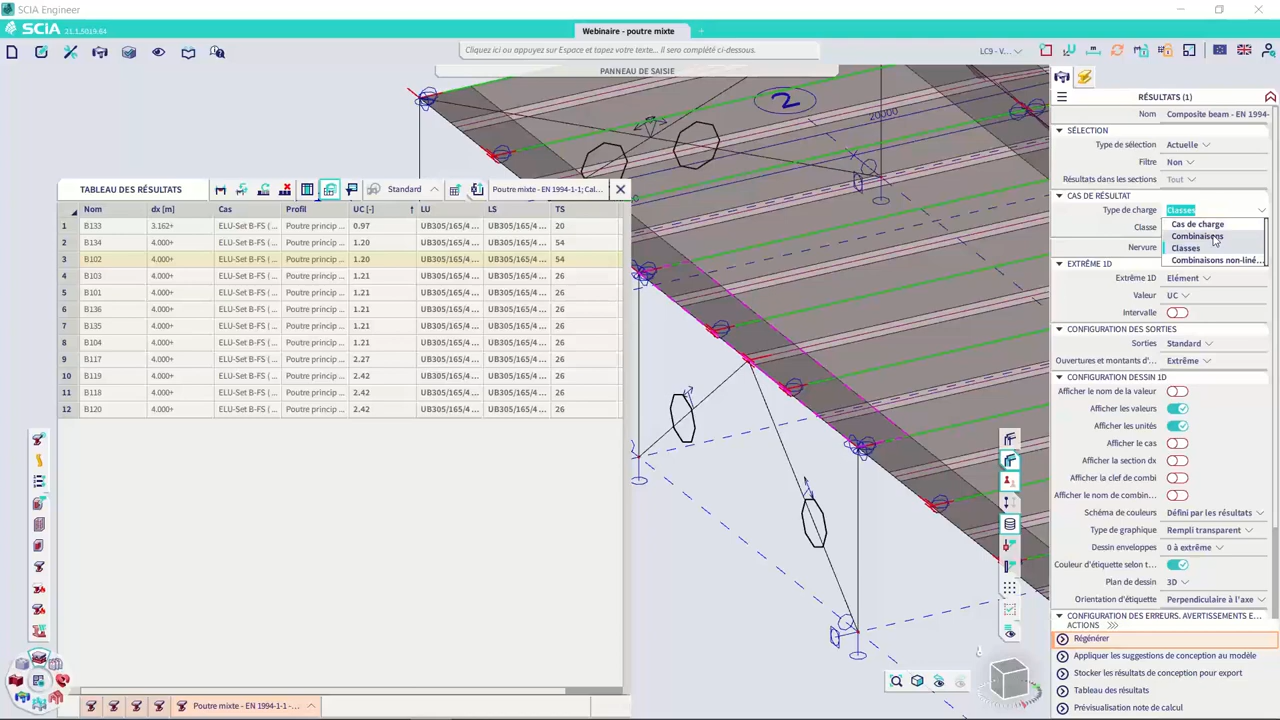 SCIA Engineer
SCIA 21.1.5019:64
Webinaire - poutre mixte
Cliquez ici ou appuyez sur Espace et tapez votre texte... il sero complété ci-dessous.
LC9 - V...
PANNEAU DE SAISIE
2
20000
TABLEAU DES RÉSULTATS Standard Poutre mixte - EN 1994-1-1; Cal...
Nom dx [m] Cas Profil UC [-] LU LS TS
1 B133 3.162+ ELU-Set B-FS (... Poutre princip ... 0.97 UB305/165/4 ... UB305/165/4 ... 20
2 B134 4.000+ ELU-Set B-FS (... Poutre princip ... 1.20 UB305/165/4 ... UB305/165/4 ... 54
3 B102 4.000+ ELU-Set B-FS (... Poutre princip ... 1.20 UB305/165/4 ... UB305/165/4 ... 54
4 B103 4.000+ ELU-Set B-FS (... Poutre princip ... 1.21 UB305/165/4 ... UB305/165/4 ... 26
5 B101 4.000+ ELU-Set B-FS (... Poutre princip ... 1.21 UB305/165/4 ... UB305/165/4 ... 26
6 B136 4.000+ ELU-Set B-FS (... Poutre princip ... 1.21 UB305/165/4 ... UB305/165/4 ... 26
7 B135 4.000+ ELU-Set B-FS (... Poutre princip ... 1.21 UB305/165/4 ... UB305/165/4 ... 26
8 B104 4.000+ ELU-Set B-FS (... Poutre princip ... 1.21 UB305/165/4 ... UB305/165/4 ... 26
9 B117 4.000+ ELU-Set B-FS (... Poutre princip ... 2.27 UB305/165/4 ... UB305/165/4 ... 26
10 B119 4.000+ ELU-Set B-FS (... Poutre princip ... 2.42 UB305/165/4 ... UB305/165/4 ... 26
11 B118 4.000+ ELU-Set B-FS (... Poutre princip ... 2.42 UB305/165/4 ... UB305/165/4 ... 26
12 B120 4.000+ ELU-Set B-FS (... Poutre princip ... 2.42 UB305/165/4 ... UB305/165/4 ... 26
Poutre mixte - EN 1994-1-1 -...
RÉSULTATS (1)
Nom Composite beam - EN 1994-
SÉLECTION
Type de sélection Actuelle
Filtre Non
Résultats dans les sections Tout
CAS DE RÉSULTAT
Type de charge Classes
Cas de charge
Classe
Combinaisons
Nervure Classes
Combinaisons non-liné...
EXTRÊME 1D
Extrême 1D Elément
Valeur UC
Intervalle
CONFIGURATION DES SORTIES
Sorties Standard
Ouvertures et montants d'... Extrême
CONFIGURATION DESSIN 1D
Afficher le nom de la valeur
Afficher les valeurs
Afficher les unités
Afficher le cas
Afficher la section dx
Afficher la clef de combi
Afficher le nom de combin...
Schéma de couleurs Défini par les résultats
Type de graphique Rempli transparent
Dessin enveloppes 0 à extrême
Couleur d'étiquette selon t...
Plan de dessin 3D
Orientation d'étiquette Perpendiculaire à l'axe
CONFIGURATION DES ERREURS. AVERTISSEMENTS E...
ACTIONS >>>
Régénérer
Appliquer les suggestions de conception au modèle
Stocker les résultats de conception pour export
Tableau des résultats
Prévisualisation note de calcul